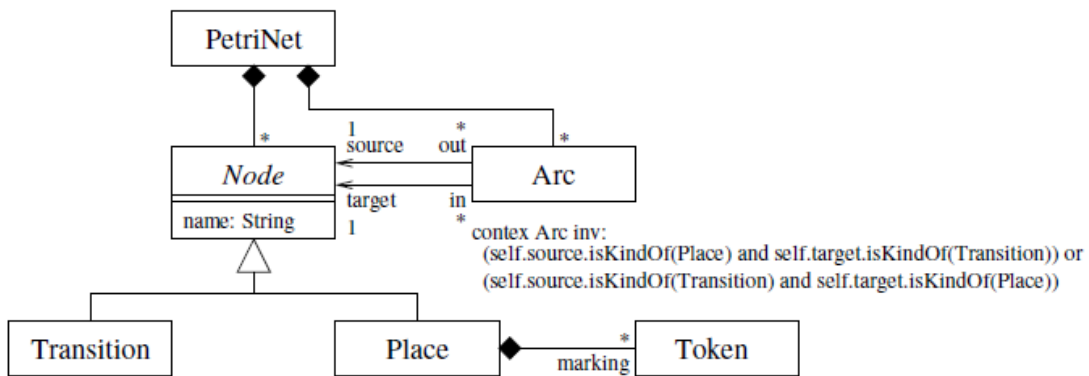 PetriNet
*
*
1
*
source
out
Node
Arc
target
in
name: String
1
*
contex Arc inv:
(self.source.isKindOf(Place) and self.target.isKindOf(Transition)) or
(self.source.isKindOf(Transition) and self.target.isKindOf(Place))
Transition
Place
*
marking
Token